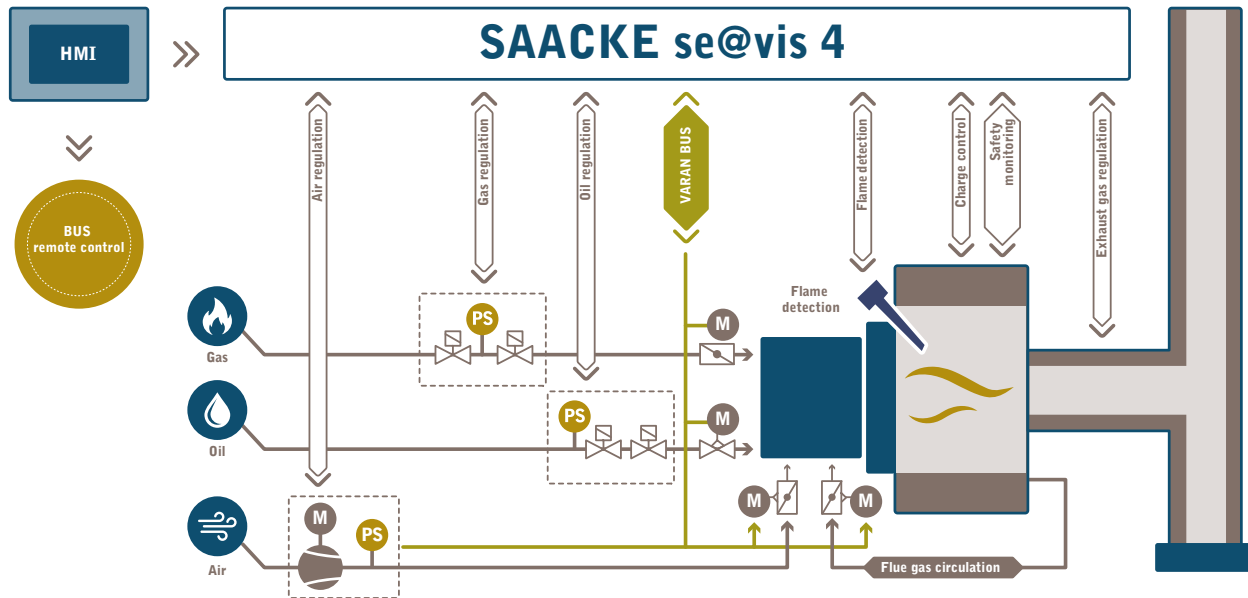 HMI
SAACKE se@vis 4
BUS
remote control
Air regulation
Gas regulation
Oil regulation
VARAN BUS
Flame detection
Charge control
Safety
monitoring
Exhaust gas regulation
Flame
detection
PS
M
Gas
PS
M
Oil
M
M
M
PS
Air
Flue gas circulation